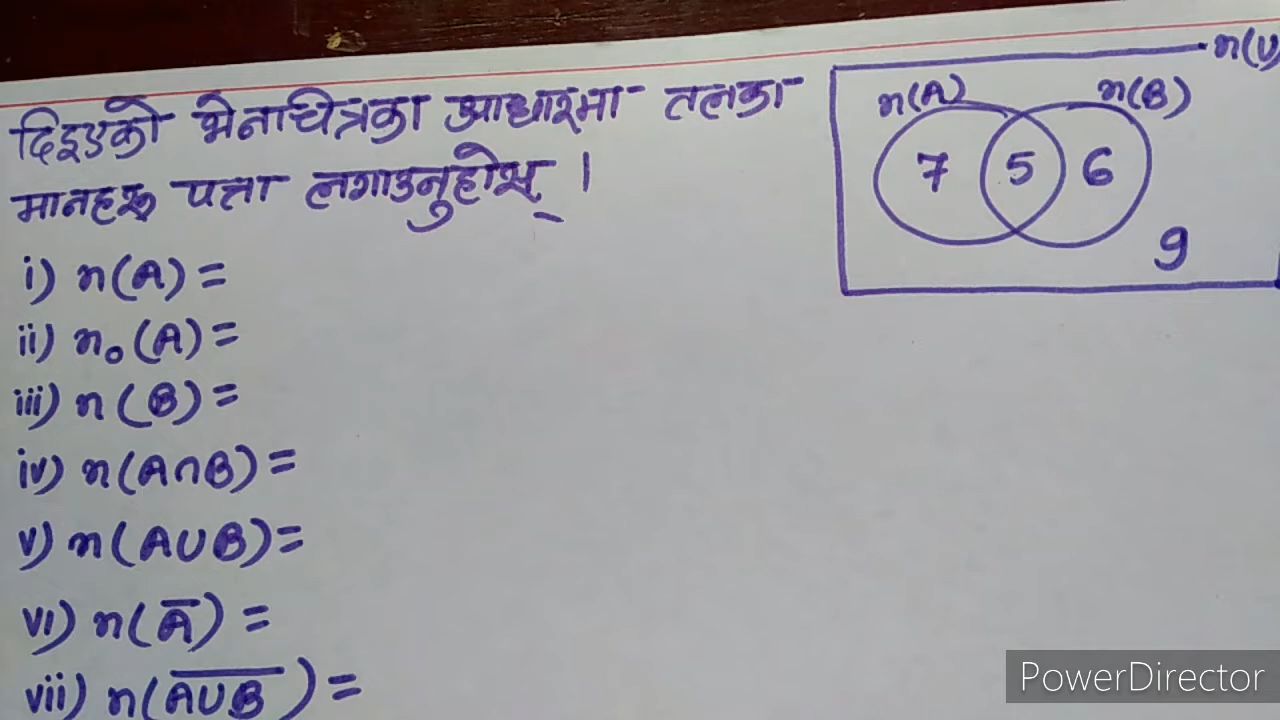 दिइएको भेनाचित्रका आधारमा तलका
मानहरू पत्ता लगाउनुहोस् ।
i) n(A) =
ii) n₀(A) =
iii) n(B) =
iv) n(A∩B) =
v) n(A∪B) =
vi) n(A̅) =
vii) n(A̅∪̅B̅) =
n(U)
n(A) n(B)
7 5 6
9
PowerDirector